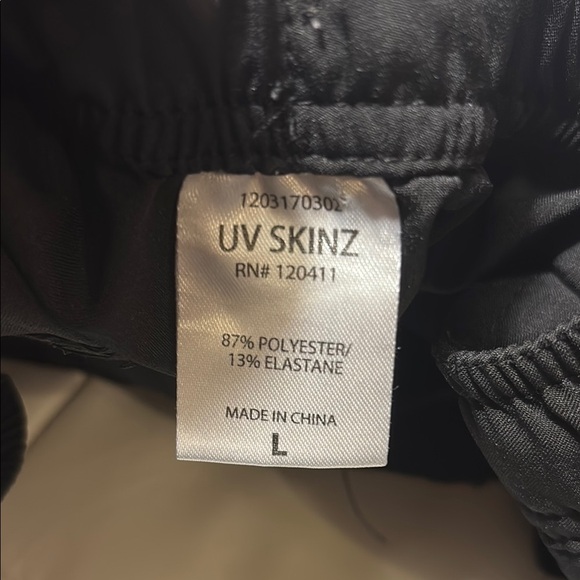 1203170302
UV SKINZ
RN# 120411
87% POLYESTER/
13% ELASTANE
MADE IN CHINA
L